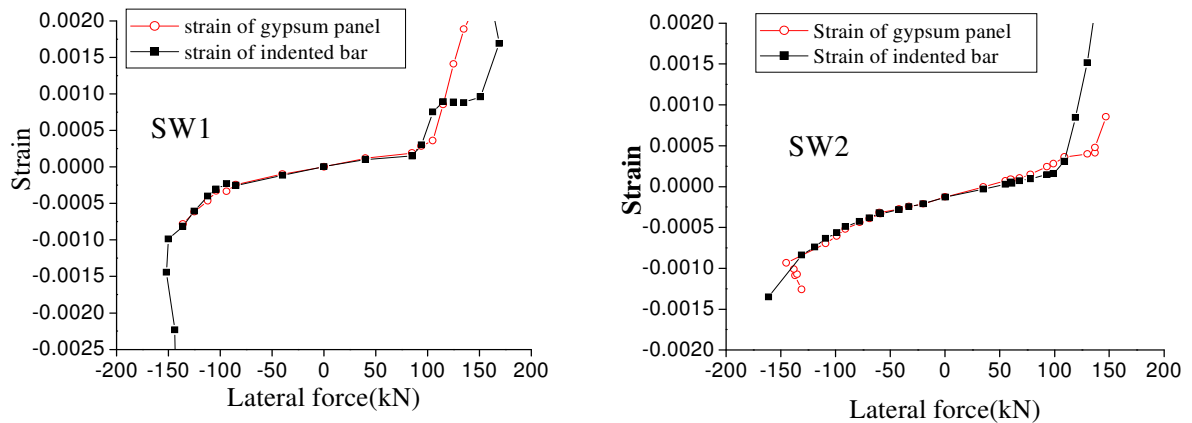 0.0020
0.0015
0.0010
0.0005
0.0000
-0.0005
-0.0010
-0.0015
-0.0020
-0.0025
Strain
strain of gypsum panel
strain of indented bar
SW1
-200 -150 -100 -50 0 50 100 150 200
Lateral force(kN)
0.0020
0.0015
0.0010
0.0005
0.0000
-0.0005
-0.0010
-0.0015
-0.0020
Strain
Strain of gypsum panel
Strain of indented bar
SW2
-200 -150 -100 -50 0 50 100 150 200
Lateral force(kN)